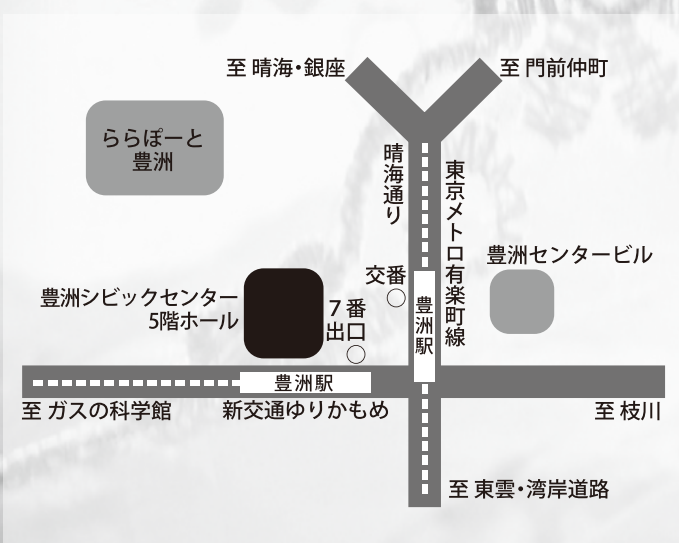 至 晴海・銀座
至 門前仲町
ららぽーと
豊洲
晴海通り
東京メトロ有楽町線
豊洲センタービル
交番
豊洲シビックセンター
5階ホール
7番
出口
豊洲駅
豊洲駅
至 ガスの科学館
新交通ゆりかもめ
至 枝川
至 東雲・湾岸道路